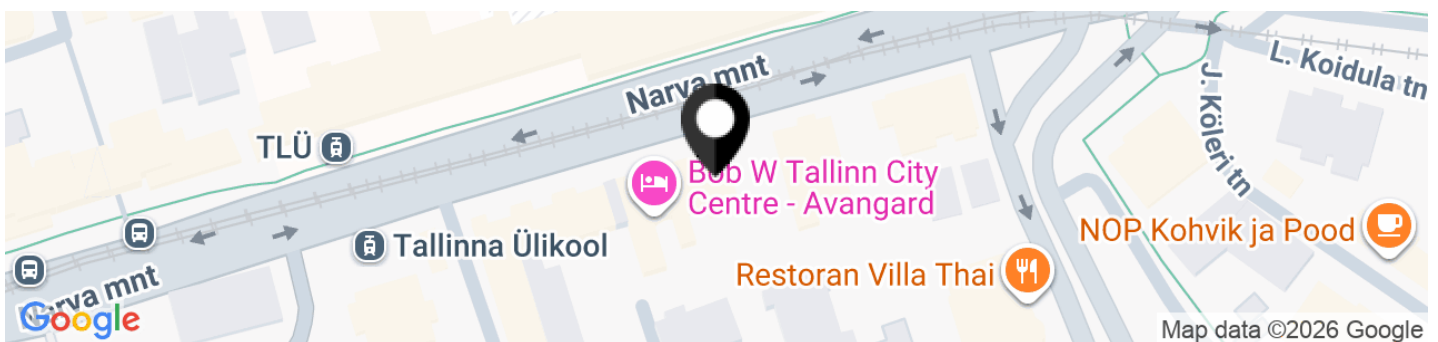 Narva mnt
L. Koidula tn
J. Köleri tn
TLÜ
Bob W Tallinn City
Centre - Avangard
Tallinna Ülikool
NOP Kohvik ja Pood
Restoran Villa Thai
Narva mnt
Google
Map data ©2026 Google